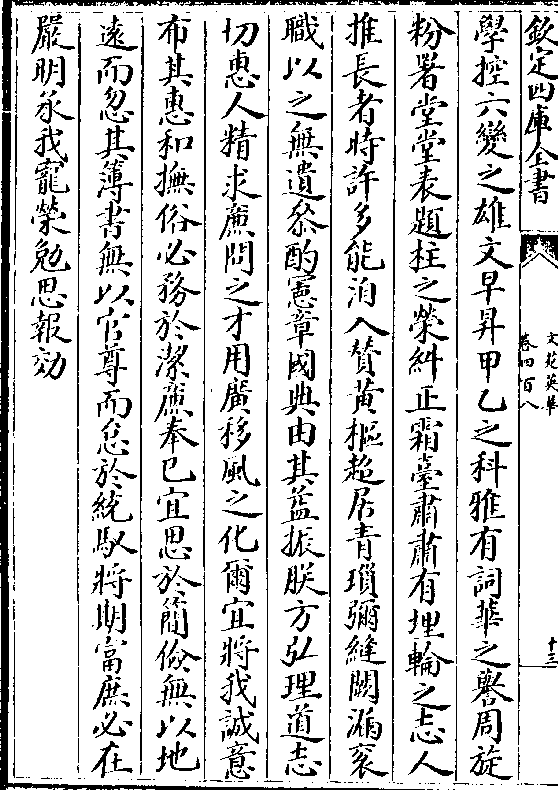 欽定四庫全書
文苑英華
卷四百八
十三
學控六變之雄文早昇甲乙之科雅有詞華之譽周旋
粉署堂堂表題柱之榮糾正霜臺肅肅有埋輪之志人
推長者時許多能洎入贊黄樞超居青瑣彌縫闕漏衮
職以之無遺叅酌憲章國典由其益振朕方弘理道志
切惠人精求廉問之才用廣移風之化爾宜將我誠意
布其惠和撫俗必務於潔廉奉已宜思於簡儉無以地
逺而忽其簿書無以官尊而怠於統馭將期富庶必在
嚴明永我寵榮勉思報効